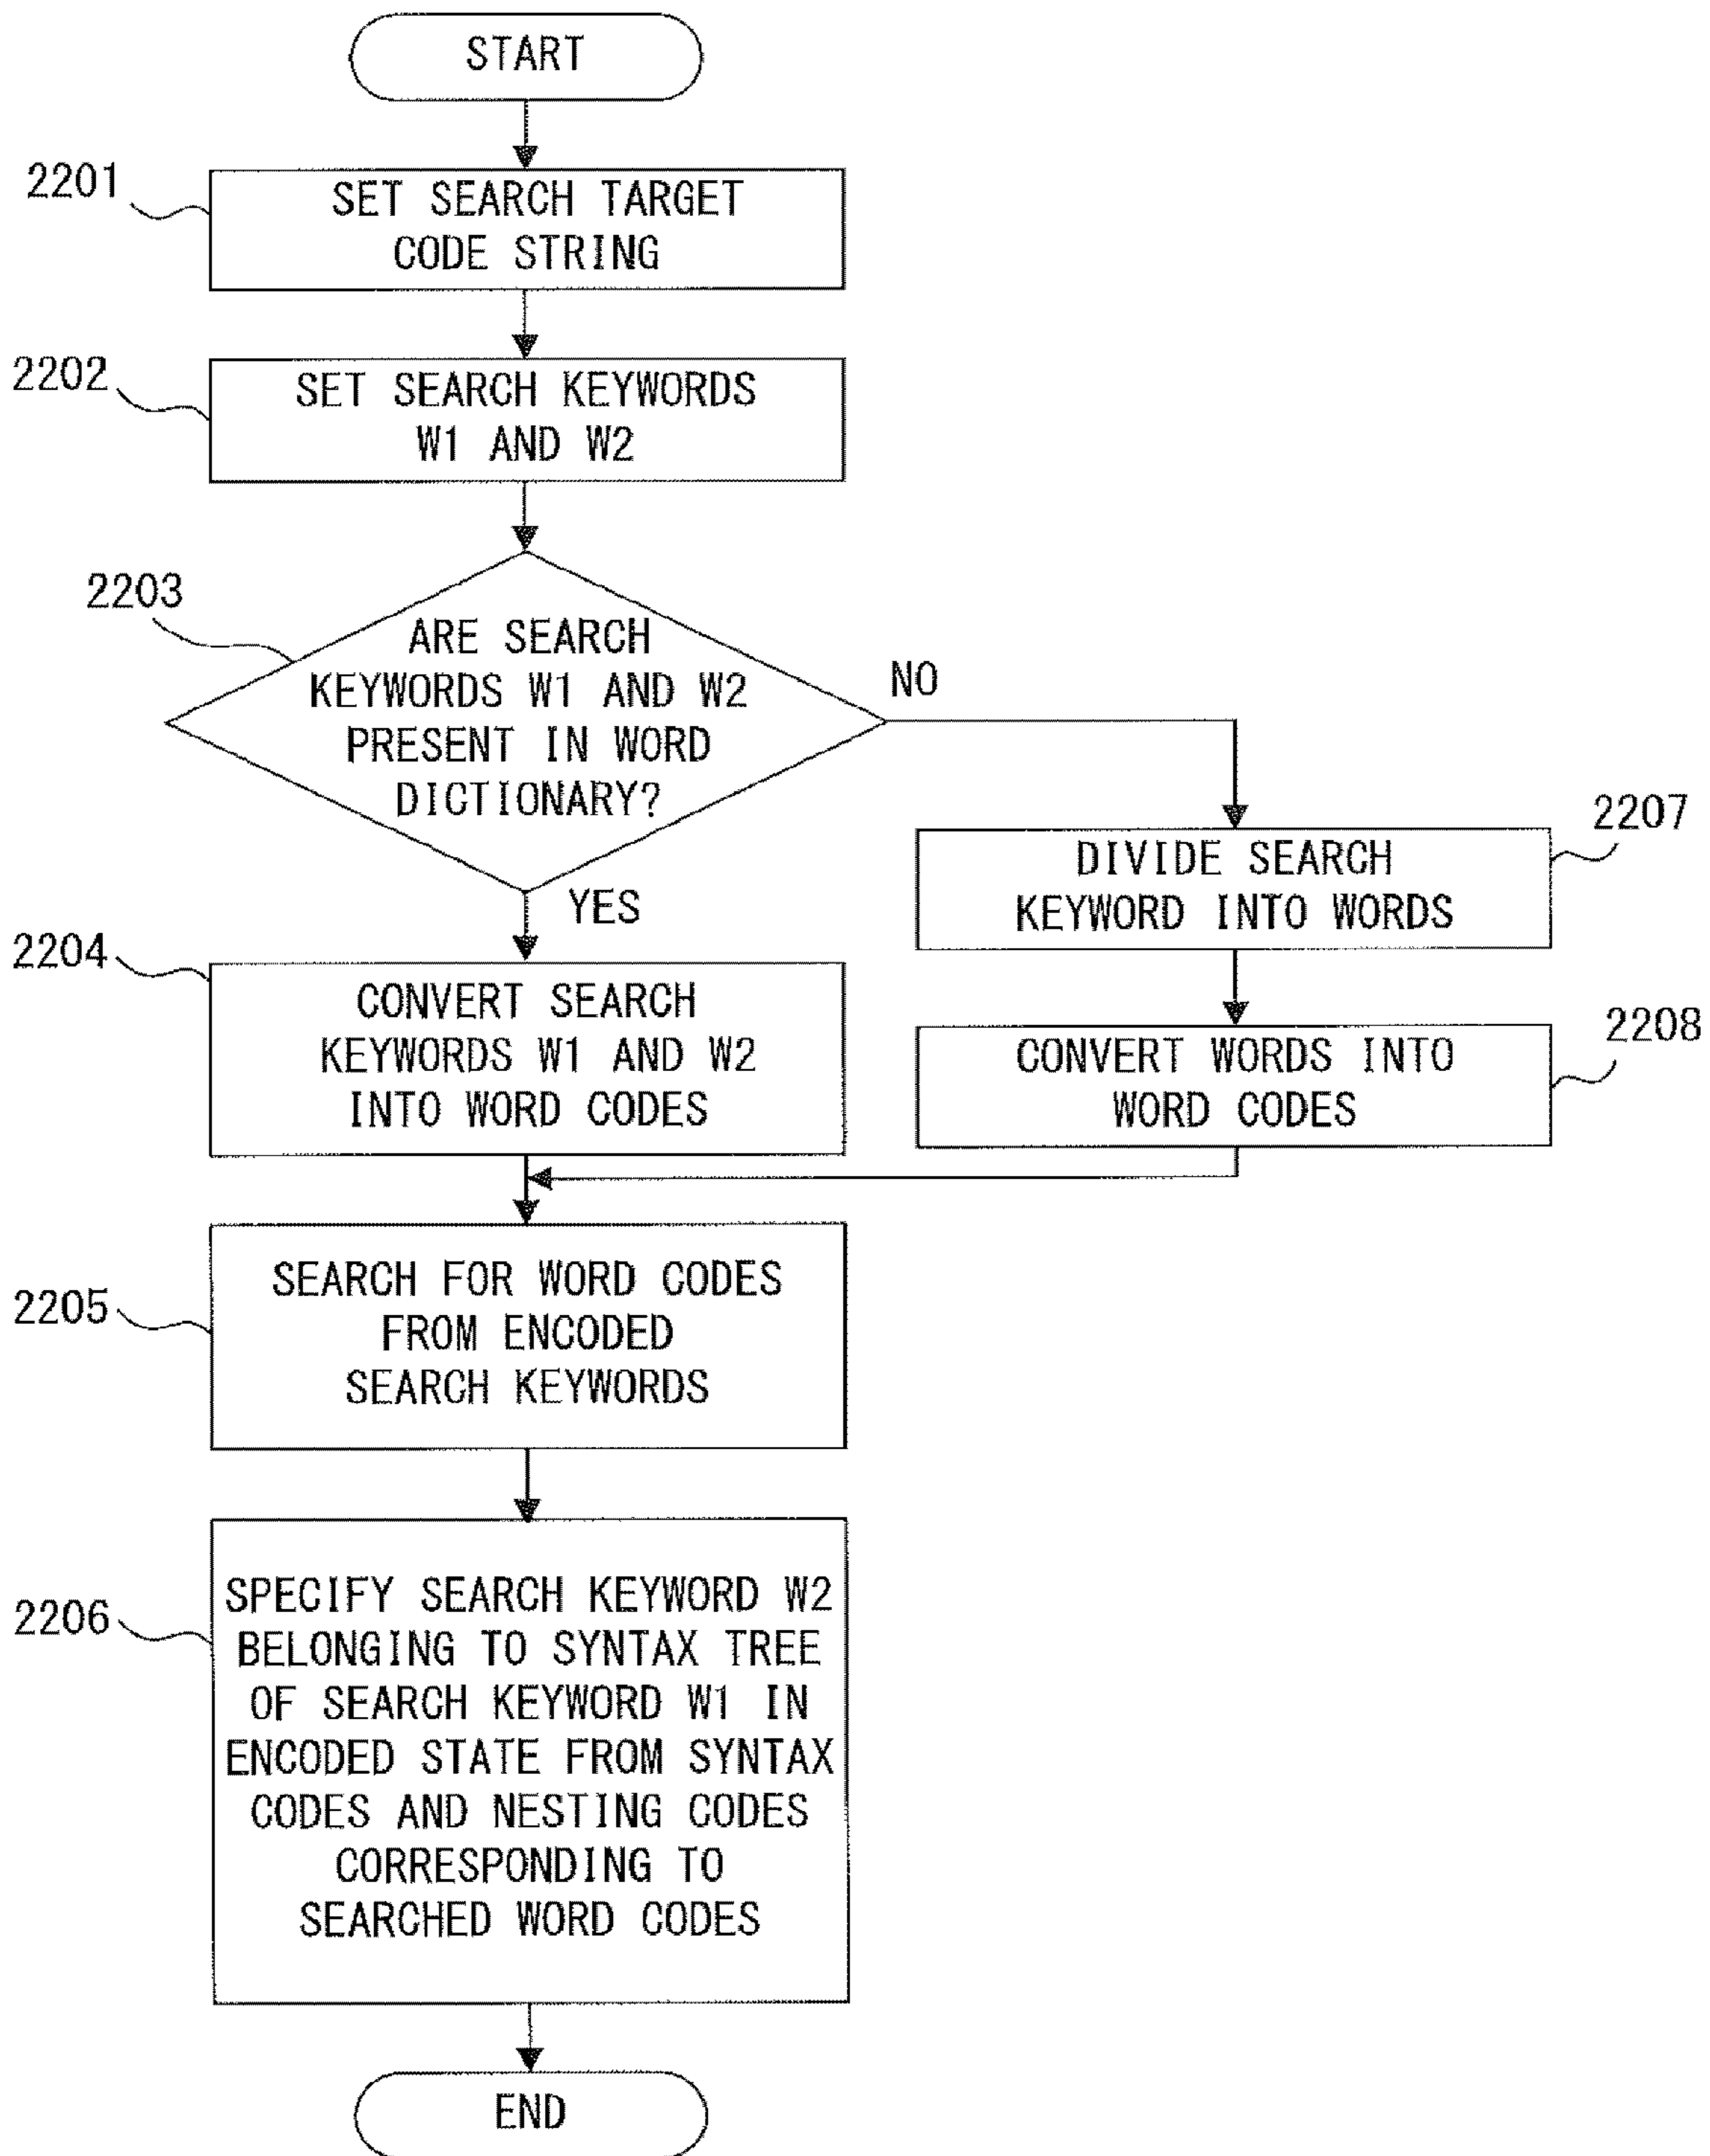 START
2201
SET SEARCH TARGET
CODE STRING
2202
SET SEARCH KEYWORDS
W1 AND W2
2203
ARE SEARCH
KEYWORDS W1 AND W2
PRESENT IN WORD
DICTIONARY?
NO
YES
2207
DIVIDE SEARCH
KEYWORD INTO WORDS
2204
CONVERT SEARCH
KEYWORDS W1 AND W2
INTO WORD CODES
2208
CONVERT WORDS INTO
WORD CODES
2205
SEARCH FOR WORD CODES
FROM ENCODED
SEARCH KEYWORDS
2206
SPECIFY SEARCH KEYWORD W2
BELONGING TO SYNTAX TREE
OF SEARCH KEYWORD W1 IN
ENCODED STATE FROM SYNTAX
CODES AND NESTING CODES
CORRESPONDING TO
SEARCHED WORD CODES
END